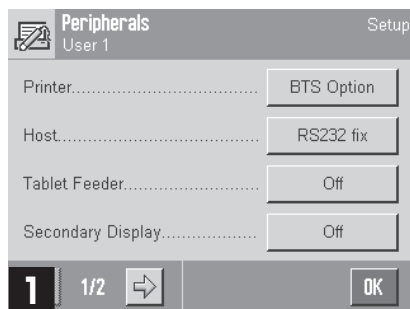 Peripherals
Setup
User 1
Printer.................................... BTS Option
Host....................................... RS232 fix
Tablet Feeder.......................... Off
Secondary Display................... Off
1 1/2 OK